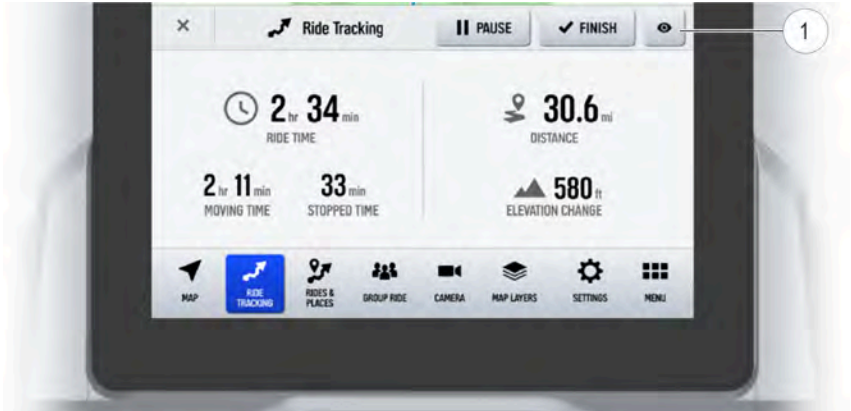 × Ride Tracking PAUSE FINISH
1
2 hr 34 min
RIDE TIME
30.6 mi
DISTANCE
2 hr 11 min
MOVING TIME
33 min
STOPPED TIME
580 ft
ELEVATION CHANGE
MAP
RIDE
TRACKING
RIDES &
PLACES
GROUP RIDE
CAMERA
MAP LAYERS
SETTINGS
MENU